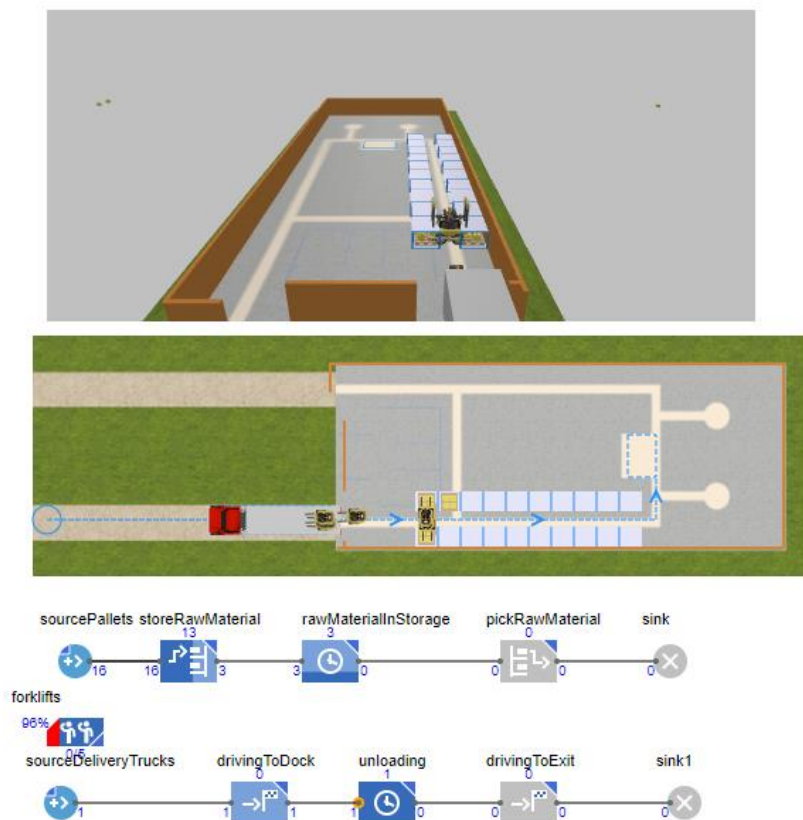 sourcePallets storeRawMaterial rawMaterialInStorage pickRawMaterial sink
13 3 0
16 16 3 3 0 0 0 0
forklifts
96%
0/5
sourceDeliveryTrucks drivingToDock unloading drivingToExit sink1
0 1 0
1 1 1 1 0 0 0 0